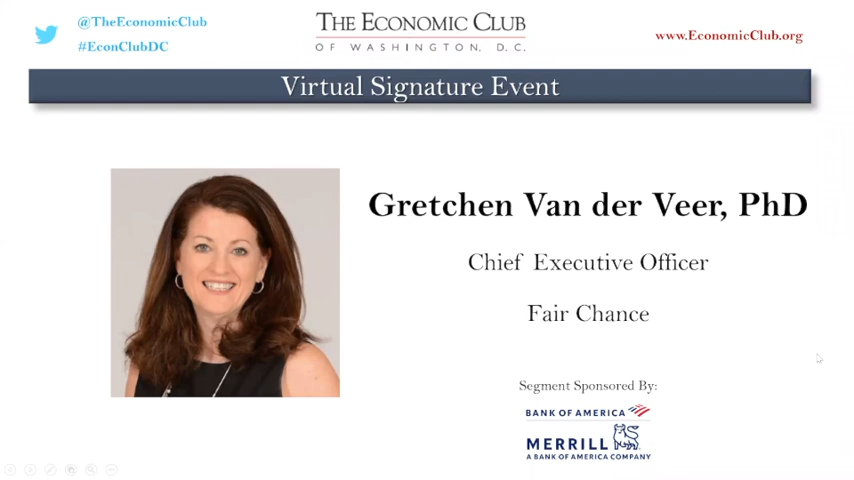 @TheEconomicClub
#EconClubDC
THE ECONOMIC CLUB
OF WASHINGTON, D.C.
www.EconomicClub.org
Virtual Signature Event
Gretchen Van der Veer, PhD
Chief Executive Officer
Fair Chance
Segment Sponsored By:
BANK OF AMERICA
MERRILL
A BANK OF AMERICA COMPANY